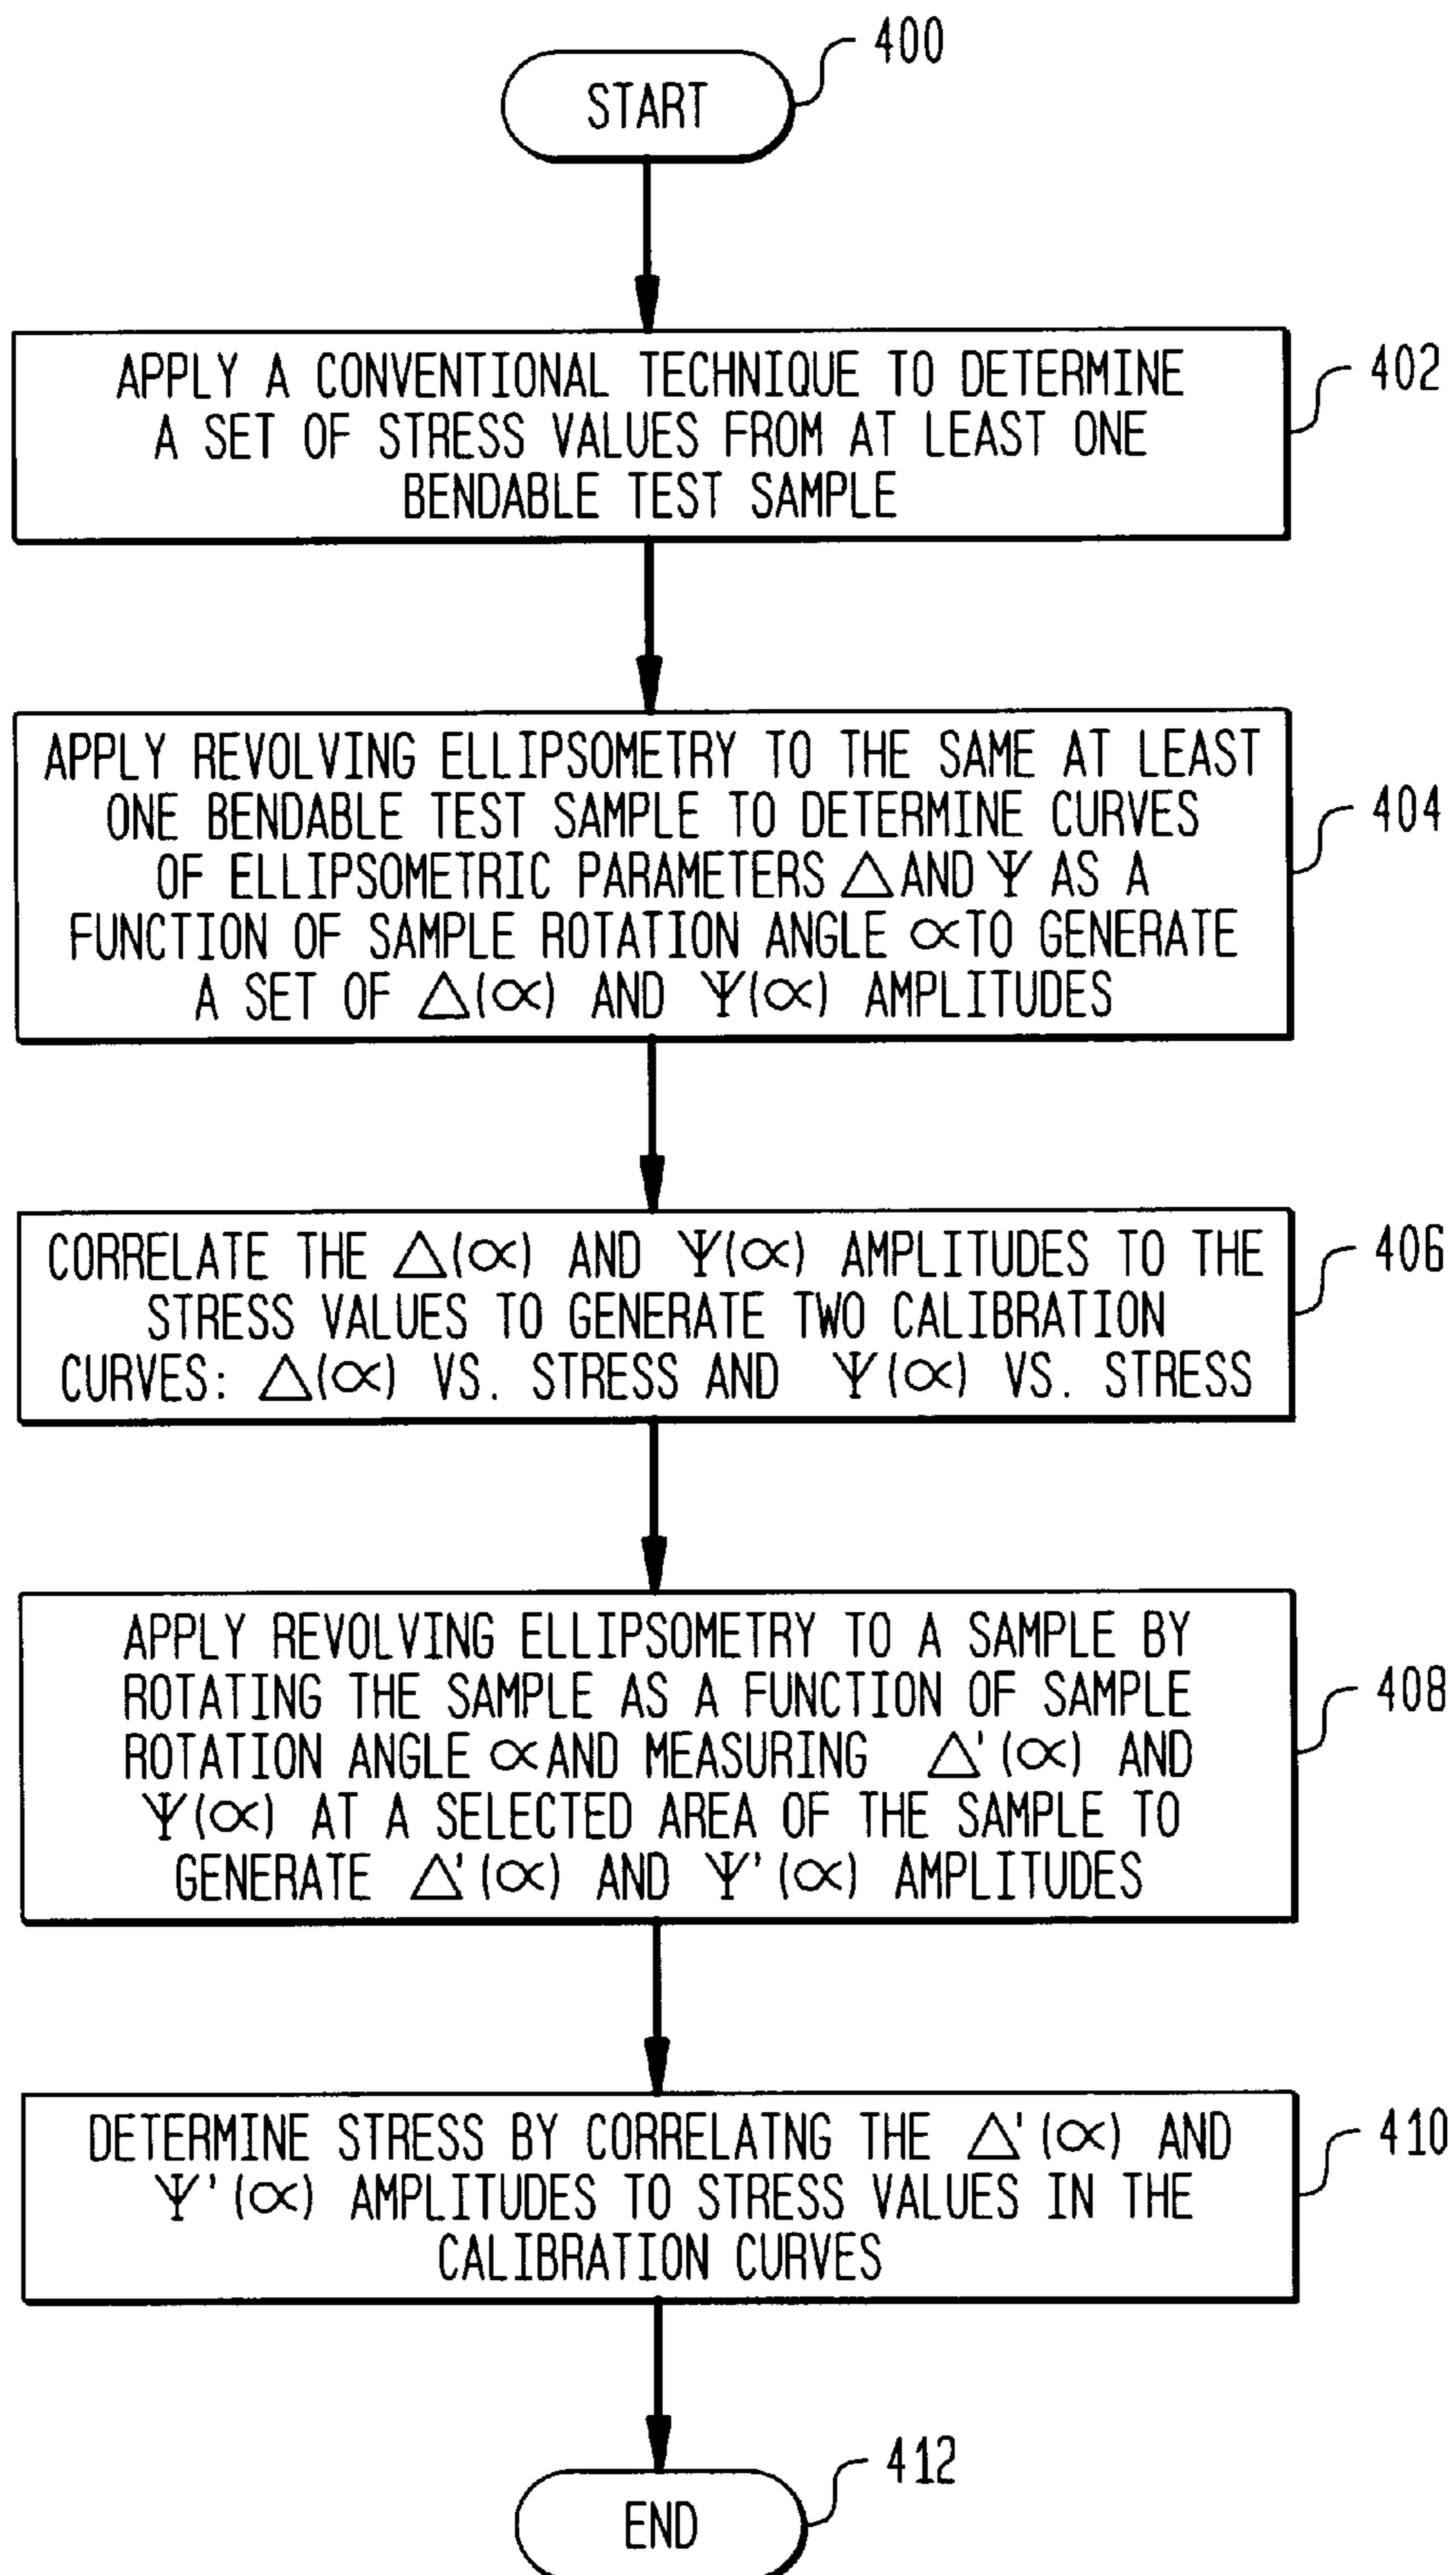 400
START
402
APPLY A CONVENTIONAL TECHNIQUE TO DETERMINE
A SET OF STRESS VALUES FROM AT LEAST ONE
BENDABLE TEST SAMPLE
404
APPLY REVOLVING ELLIPSOMETRY TO THE SAME AT LEAST
ONE BENDABLE TEST SAMPLE TO DETERMINE CURVES
OF ELLIPSOMETRIC PARAMETERS Δ AND Ψ AS A
FUNCTION OF SAMPLE ROTATION ANGLE ∝ TO GENERATE
A SET OF Δ(∝) AND Ψ(∝) AMPLITUDES
406
CORRELATE THE Δ(∝) AND Ψ(∝) AMPLITUDES TO THE
STRESS VALUES TO GENERATE TWO CALIBRATION
CURVES: Δ(∝) VS. STRESS AND Ψ(∝) VS. STRESS
408
APPLY REVOLVING ELLIPSOMETRY TO A SAMPLE BY
ROTATING THE SAMPLE AS A FUNCTION OF SAMPLE
ROTATION ANGLE ∝ AND MEASURING Δ'(∝) AND
Ψ(∝) AT A SELECTED AREA OF THE SAMPLE TO
GENERATE Δ'(∝) AND Ψ'(∝) AMPLITUDES
410
DETERMINE STRESS BY CORRELATNG THE Δ'(∝) AND
Ψ'(∝) AMPLITUDES TO STRESS VALUES IN THE
CALIBRATION CURVES
412
END